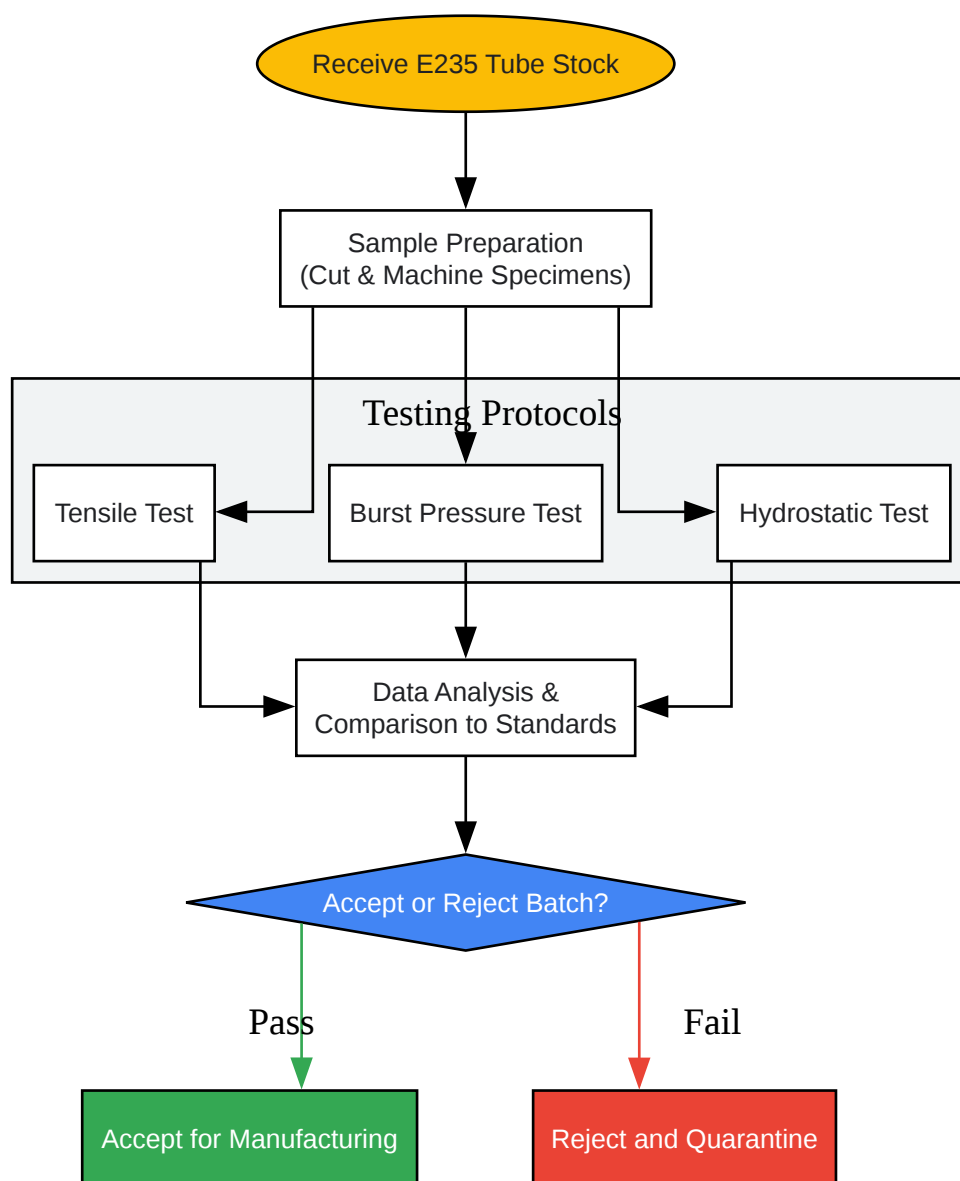 Receive E235 Tube Stock
Sample Preparation
(Cut & Machine Specimens)
Testing Protocols
Tensile Test
Burst Pressure Test
Hydrostatic Test
Data Analysis &
Comparison to Standards
Accept or Reject Batch?
Pass
Fail
Accept for Manufacturing
Reject and Quarantine